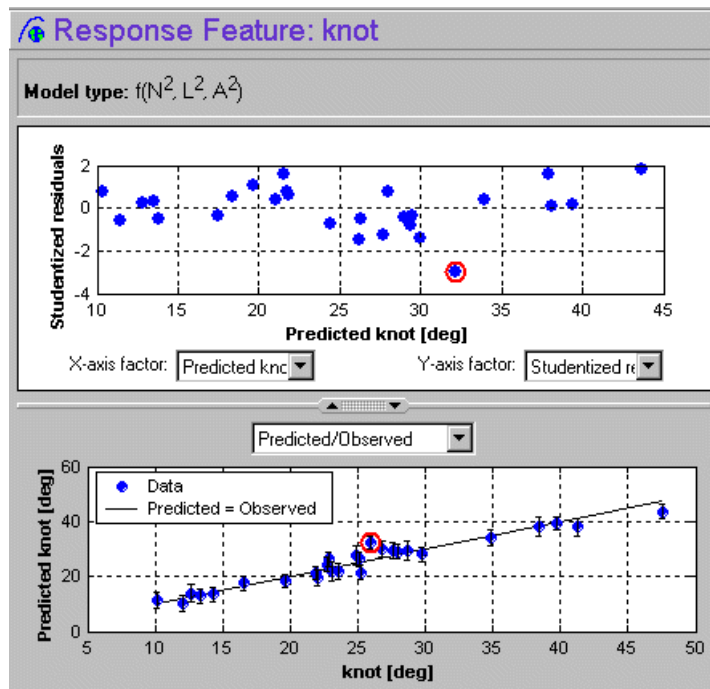 Response Feature: knot
Model type: f(N², L², A²)
Studentized residuals
2
0
-2
-4
10 15 20 25 30 35 40 45
Predicted knot [deg]
X-axis factor: Predicted knc Y-axis factor: Studentized re
Predicted/Observed
Predicted knot [deg]
60
40
20
0
Data
Predicted = Observed
5 10 15 20 25 30 35 40 45 50
knot [deg]